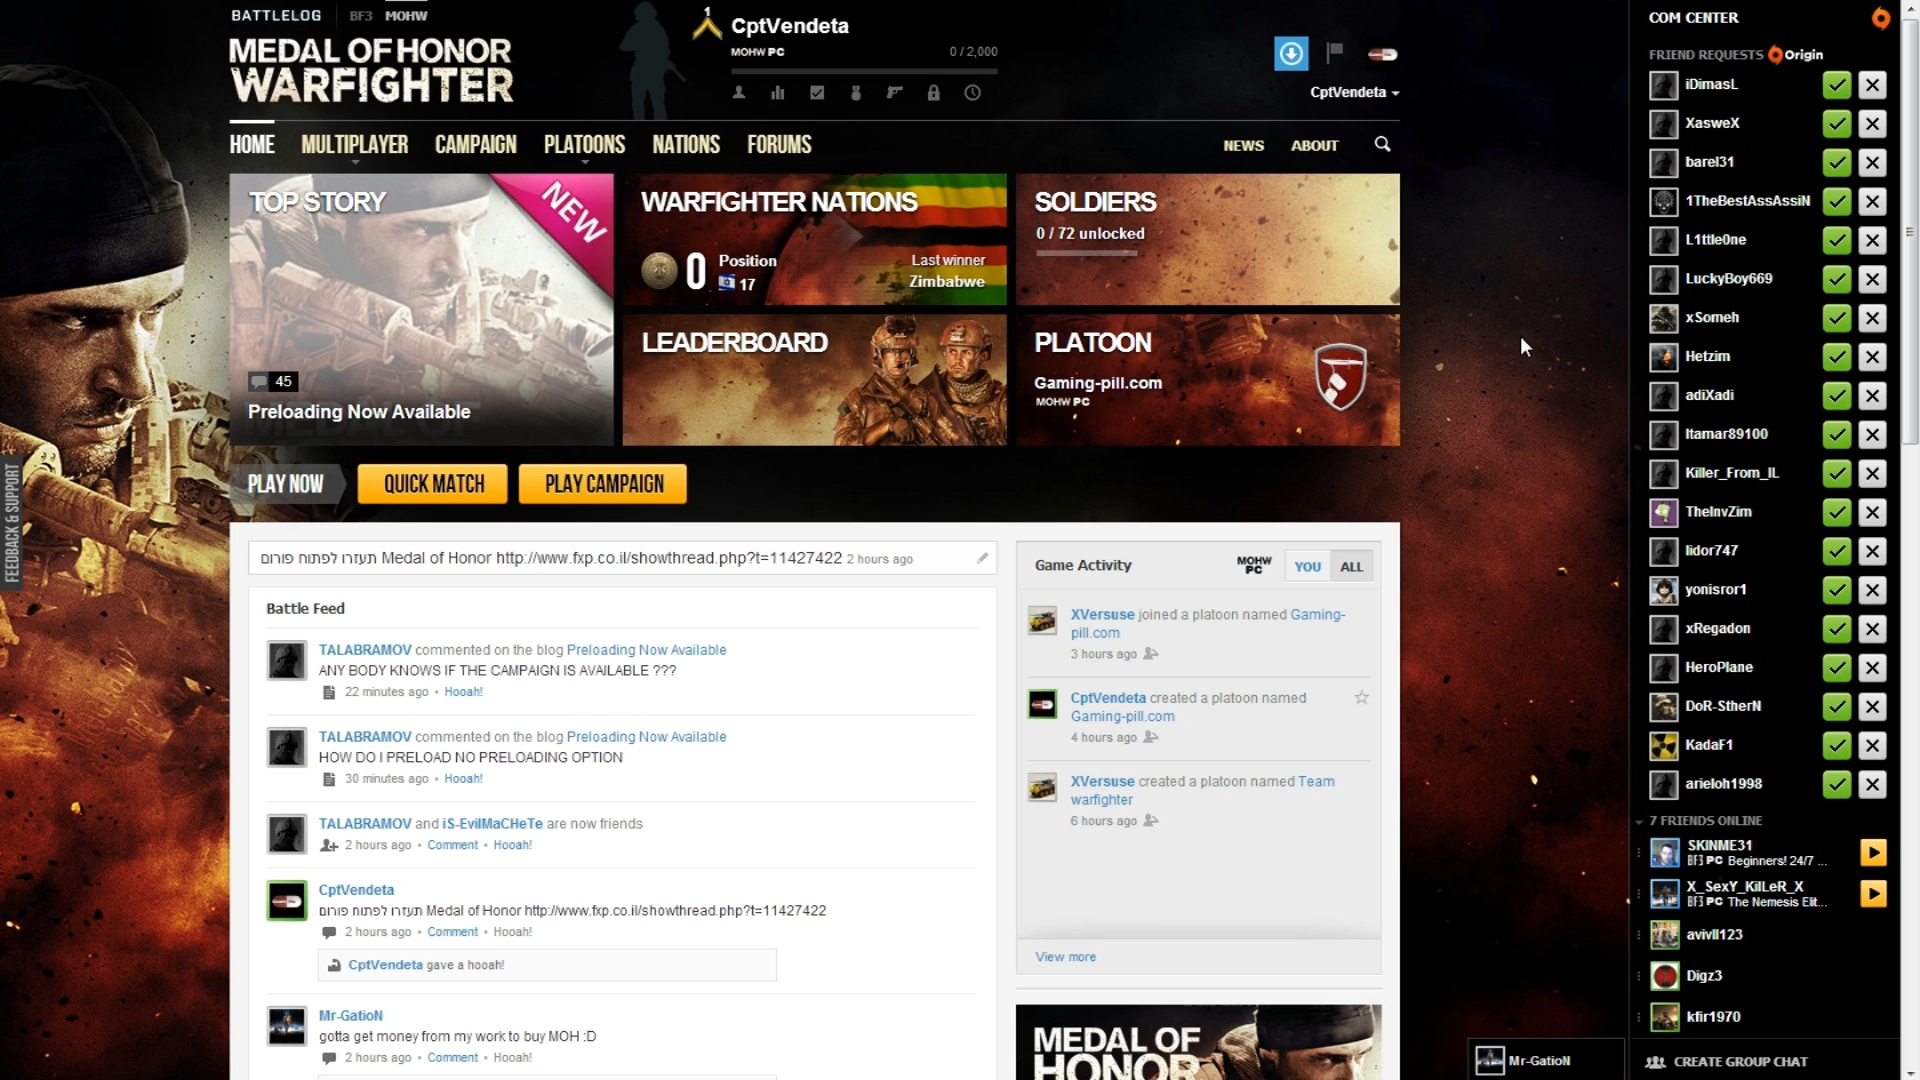 BATTLELOG BF3 MOHW
MEDAL OF HONOR
WARFIGHTER
1
CptVendeta
MOHW PC 0 / 2,000
CptVendeta
HOME MULTIPLAYER CAMPAIGN PLATOONS NATIONS FORUMS
NEWS ABOUT
TOP STORY
NEW
45
Preloading Now Available
WARFIGHTER NATIONS
0 Position
17
Last winner
Zimbabwe
SOLDIERS
0 / 72 unlocked
LEADERBOARD
PLATOON
Gaming-pill.com
MOHW PC
FEEDBACK & SUPPORT
PLAY NOW QUICK MATCH PLAY CAMPAIGN
תעזרו לפתוח פורום Medal of Honor http://www.fxp.co.il/showthread.php?t=11427422 2 hours ago
Battle Feed
TALABRAMOV commented on the blog Preloading Now Available
ANY BODY KNOWS IF THE CAMPAIGN IS AVAILABLE ???
22 minutes ago • Hooah!
TALABRAMOV commented on the blog Preloading Now Available
HOW DO I PRELOAD NO PRELOADING OPTION
30 minutes ago • Hooah!
TALABRAMOV and iS-EvilMaCHeTe are now friends
2 hours ago • Comment • Hooah!
CptVendeta
תעזרו לפתוח פורום Medal of Honor http://www.fxp.co.il/showthread.php?t=11427422
2 hours ago • Comment • Hooah!
CptVendeta gave a hooah!
Mr-GatioN
gotta get money from my work to buy MOH :D
2 hours ago • Comment • Hooah!
Game Activity MOHW PC YOU ALL
XVersuse joined a platoon named Gaming-
pill.com
3 hours ago
CptVendeta created a platoon named
Gaming-pill.com
4 hours ago
XVersuse created a platoon named Team
warfighter
6 hours ago
View more
MEDAL OF
HONOR
COM CENTER
FRIEND REQUESTS Origin
iDimasL
XasweX
barel31
1TheBestAssAssiN
L1ttle0ne
LuckyBoy669
xSomeh
Hetzim
adiXadi
Itamar89100
Killer_From_IL
TheInvZim
lidor747
yonisror1
xRegadon
HeroPlane
DoR-StherN
KadaF1
arieloh1998
7 FRIENDS ONLINE
SKINME31
BF3 PC Beginners! 24/7 ...
X_SexY_KilLeR_X
BF3 PC The Nemesis Elit...
avivll123
Digz3
kfir1970
Mr-GatioN
CREATE GROUP CHAT